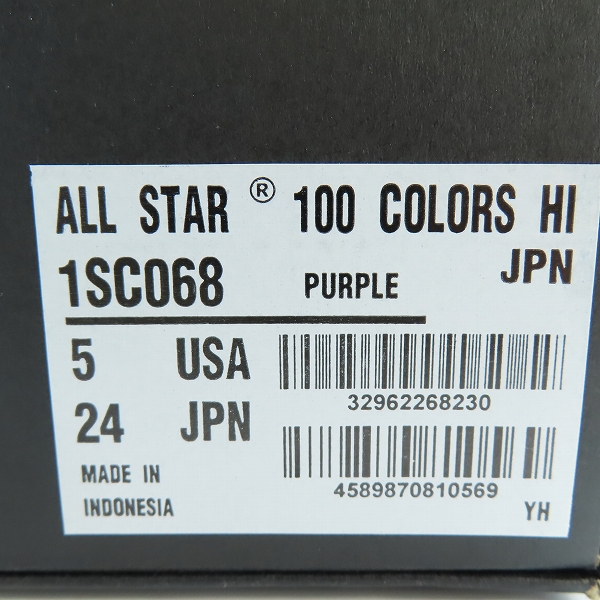 ALL STAR ® 100 COLORS HI
JPN
1SC068 PURPLE
5 USA
32962268230
24 JPN
4589870810569
MADE IN
INDONESIA
YH